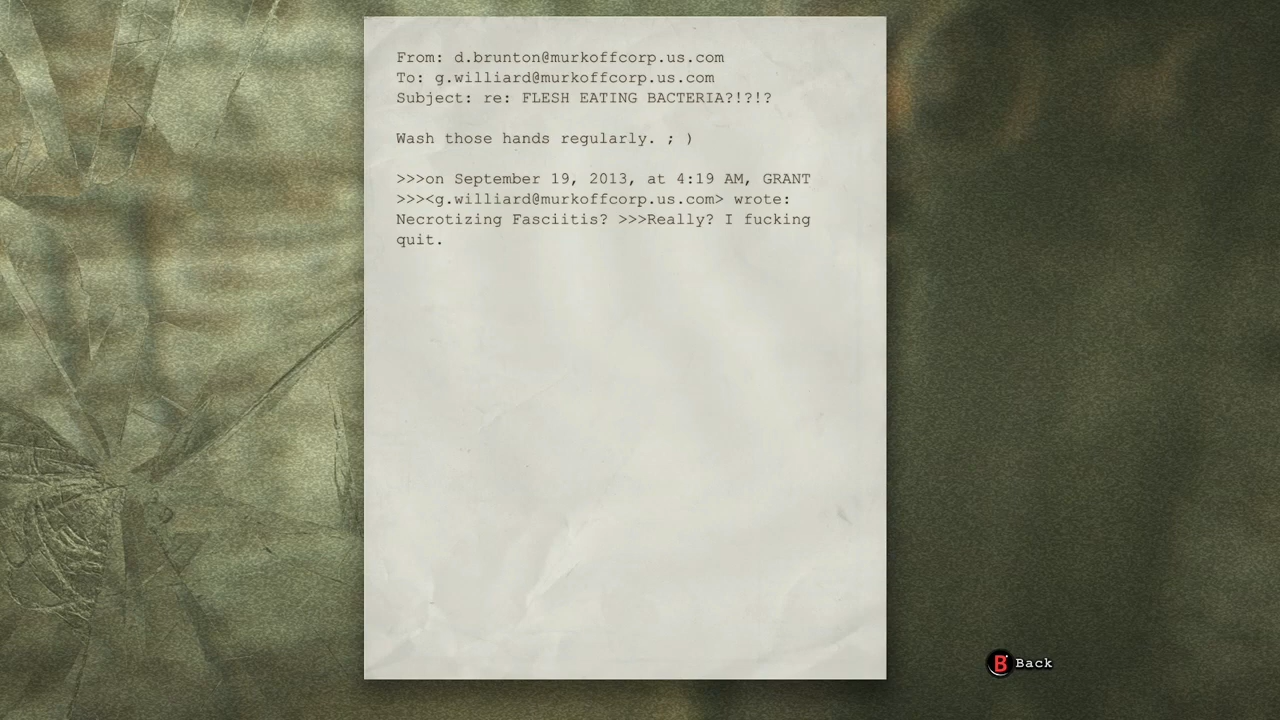 From: d.brunton@murkoffcorp.us.com
To: g.williard@murkoffcorp.us.com
Subject: re: FLESH EATING BACTERIA?!?!?
Wash those hands regularly. ; )
>>>on September 19, 2013, at 4:19 AM, GRANT
>>><g.williard@murkoffcorp.us.com> wrote:
Necrotizing Fasciitis? >>>Really? I fucking
quit.
B Back